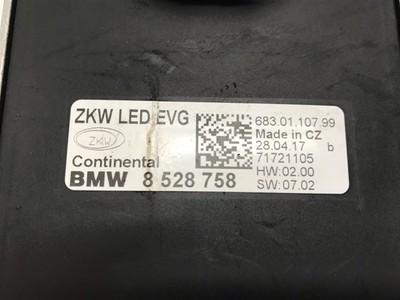 ZKW LED EVG
683.01.107.99
ZKW
Made in CZ
28.04.17 b
Continental
71721105
HW:02.00
BMW 8 528 758
SW:07.02